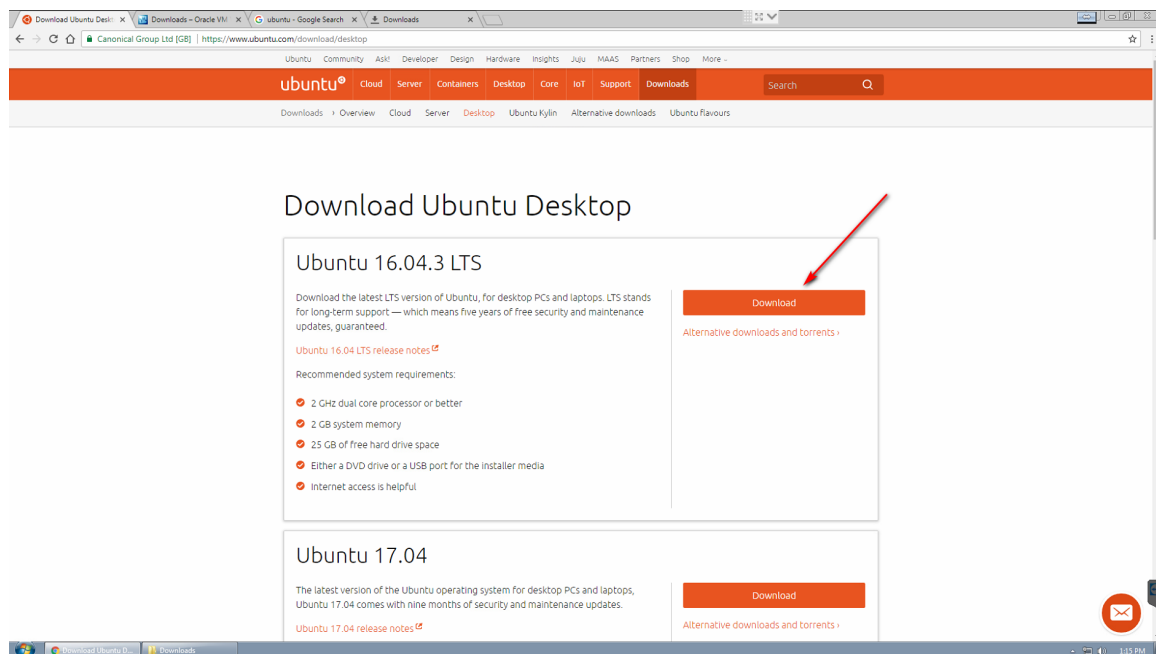 Download Ubuntu Deskt
Downloads – Oracle VM
ubuntu - Google Search
Downloads
Canonical Group Ltd [GB] | https://www.ubuntu.com/download/desktop
Ubuntu Community Ask! Developer Design Hardware Insights Juju MAAS Partners Shop More
ubuntu Cloud Server Containers Desktop Core IoT Support Downloads Search
Downloads › Overview Cloud Server Desktop Ubuntu Kylin Alternative downloads Ubuntu flavours
Download Ubuntu Desktop
Ubuntu 16.04.3 LTS
Download the latest LTS version of Ubuntu, for desktop PCs and laptops. LTS stands
for long-term support — which means five years of free security and maintenance
updates, guaranteed.
Ubuntu 16.04 LTS release notes
Recommended system requirements:
2 GHz dual core processor or better
2 GB system memory
25 GB of free hard drive space
Either a DVD drive or a USB port for the installer media
Internet access is helpful
Download
Alternative downloads and torrents ›
Ubuntu 17.04
The latest version of the Ubuntu operating system for desktop PCs and laptops,
Ubuntu 17.04 comes with nine months of security and maintenance updates.
Ubuntu 17.04 release notes
Download
Alternative downloads and torrents ›
Download Ubuntu D...
Downloads
1:15 PM